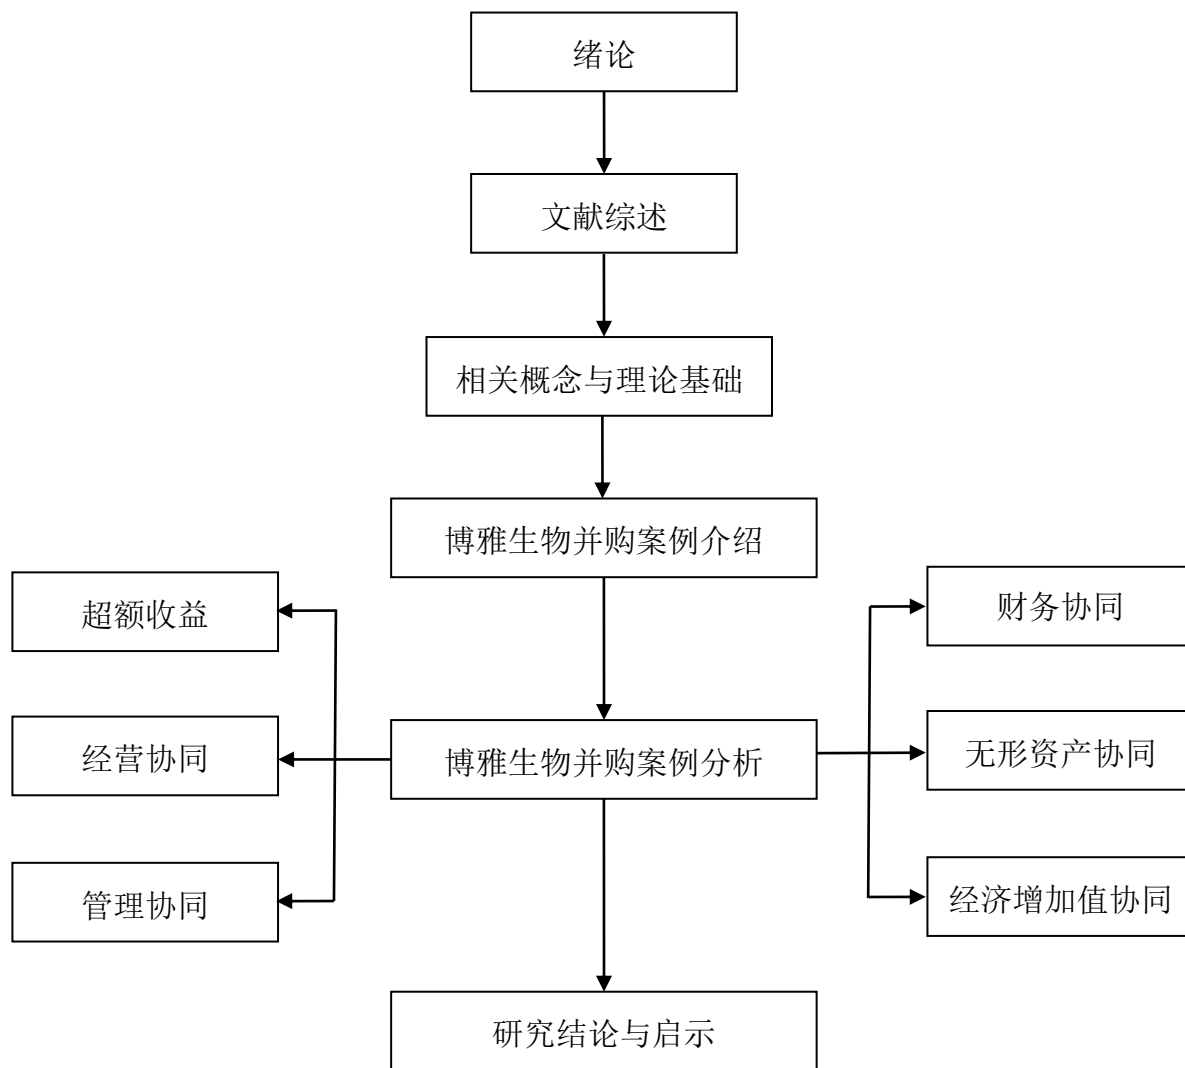 绪论
文献综述
相关概念与理论基础
博雅生物并购案例介绍
超额收益
财务协同
经营协同
博雅生物并购案例分析
无形资产协同
管理协同
经济增加值协同
研究结论与启示